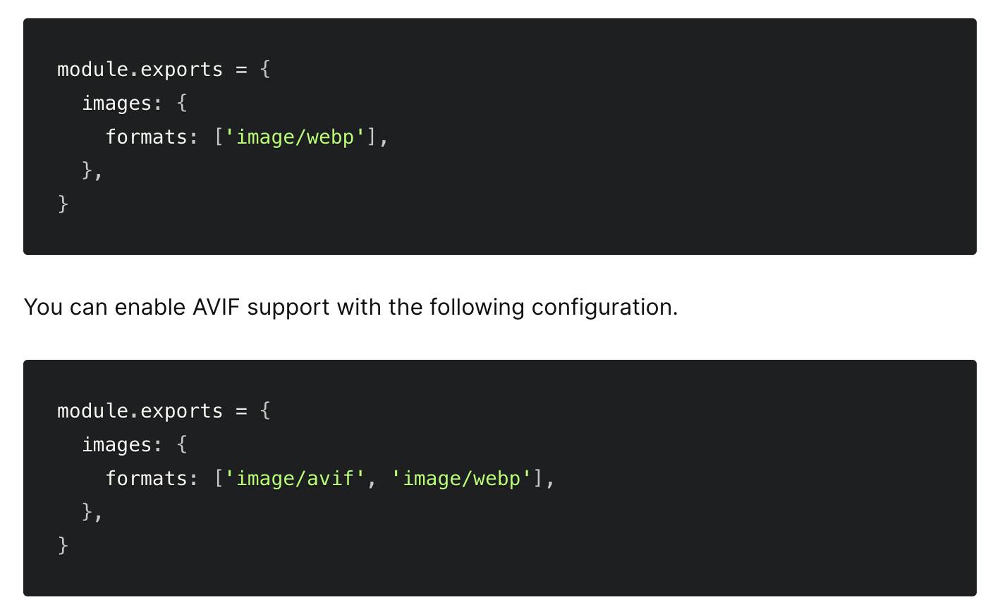 module.exports = {
  images: {
    formats: ['image/webp'],
  },
}
You can enable AVIF support with the following configuration.
module.exports = {
  images: {
    formats: ['image/avif', 'image/webp'],
  },
}